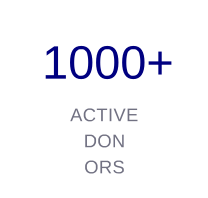 1000+
ACTIVE
DON
ORS